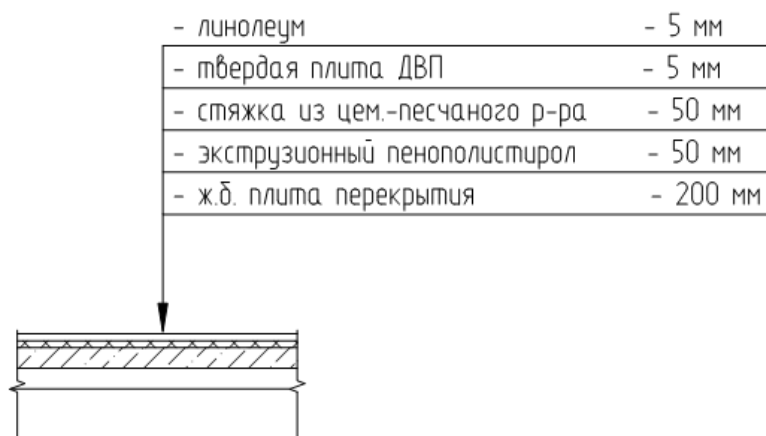 - линолеум - 5 мм
- твердая плита ДВП - 5 мм
- стяжка из цем.-песчаного р-ра - 50 мм
- экструзионный пенополистирол - 50 мм
- ж.б. плита перекрытия - 200 мм